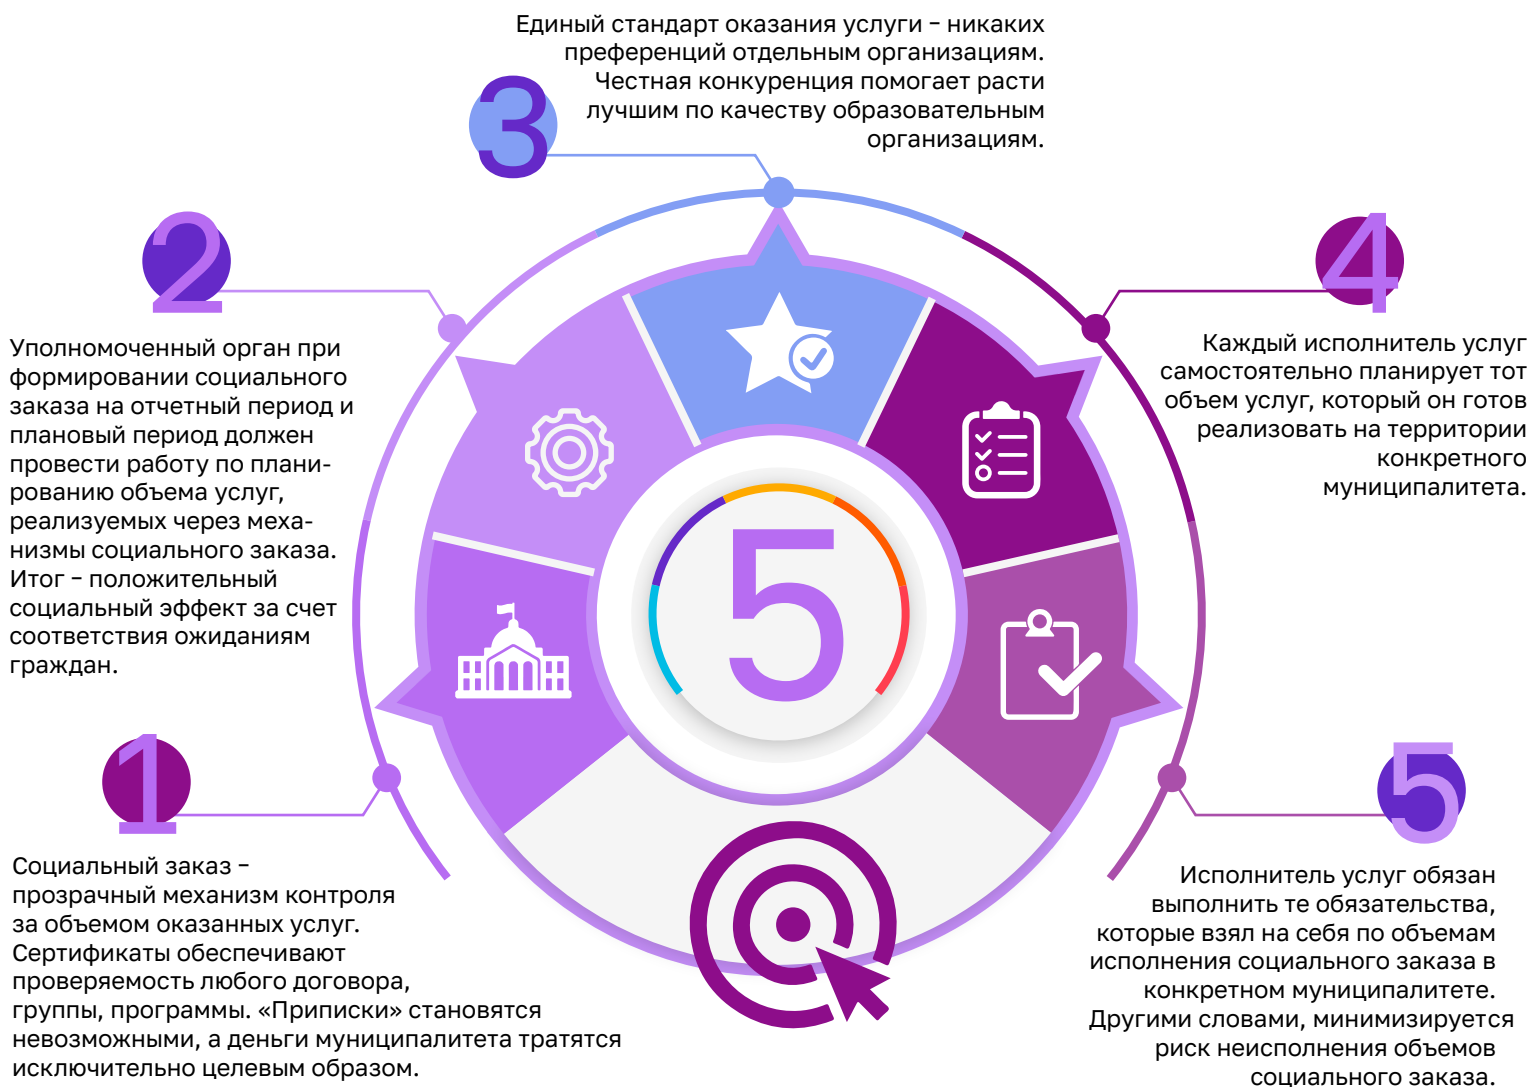 1
Социальный заказ –
прозрачный механизм контроля
за объемом оказанных услуг.
Сертификаты обеспечивают
проверяемость любого договора,
группы, программы. «Приписки» становятся
невозможными, а деньги муниципалитета тратятся
исключительно целевым образом.
2
Уполномоченный орган при
формировании социального
заказа на отчетный период и
плановый период должен
провести работу по плани-
рованию объема услуг,
реализуемых через меха-
низмы социального заказа.
Итог – положительный
социальный эффект за счет
соответствия ожиданиям
граждан.
3
Единый стандарт оказания услуги – никаких
преференций отдельным организациям.
Честная конкуренция помогает расти
лучшим по качеству образовательным
организациям.
4
Каждый исполнитель услуг
самостоятельно планирует тот
объем услуг, который он готов
реализовать на территории
конкретного
муниципалитета.
5
Исполнитель услуг обязан
выполнить те обязательства,
которые взял на себя по объемам
исполнения социального заказа в
конкретном муниципалитете.
Другими словами, минимизируется
риск неисполнения объемов
социального заказа.
5